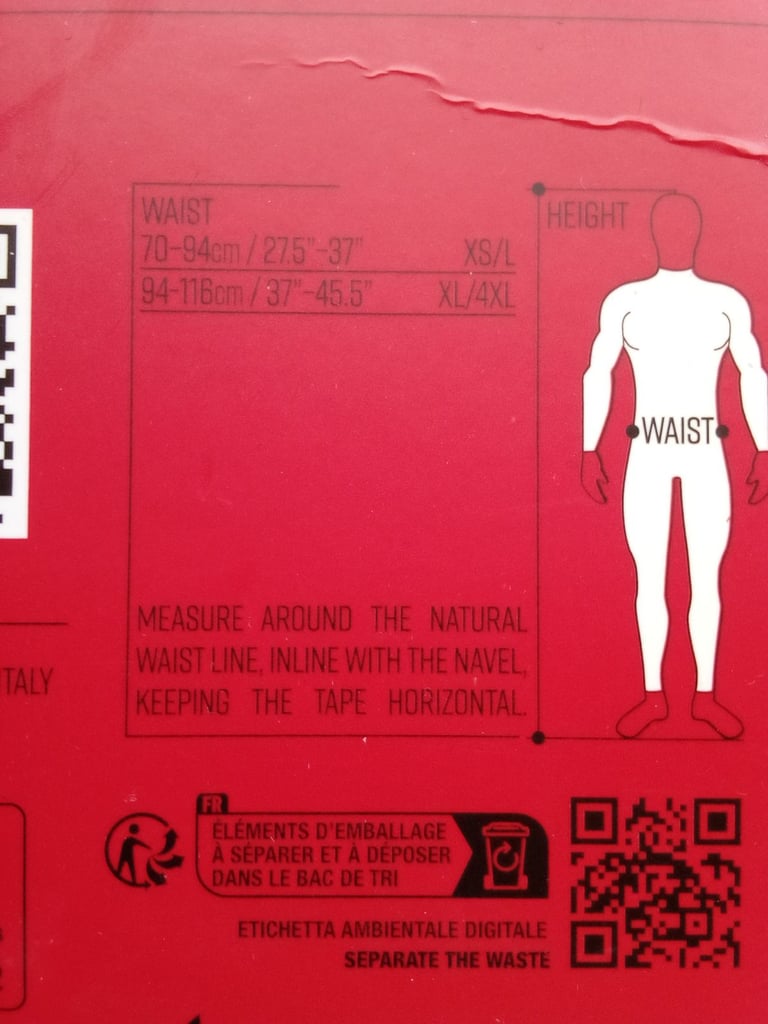 WAIST
70-94cm / 27.5"-37" XS/L
94-116cm / 37"-45.5" XL/4XL
HEIGHT
WAIST
MEASURE AROUND THE NATURAL
WAIST LINE, INLINE WITH THE NAVEL,
KEEPING THE TAPE HORIZONTAL.
ITALY
FR
ÉLÉMENTS D'EMBALLAGE
À SÉPARER ET À DÉPOSER
DANS LE BAC DE TRI
ETICHETTA AMBIENTALE DIGITALE
SEPARATE THE WASTE